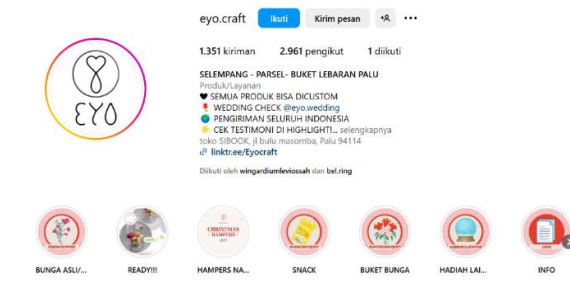 eyo.craft Ikuti Kirim pesan
1.351 kiriman 2.961 pengikut 1 diikuti
SELEMPANG - PARSEL- BUKET LEBARAN PALU
Produk/Layanan
🖤 SEMUA PRODUK BISA DICUSTOM
💐 WEDDING CHECK @eyo.wedding
🌍 PENGIRIMAN SELURUH INDONESIA
☀️ CEK TESTIMONI DI HIGHLIGHT!... selengkapnya
toko SIBOOK, jl bulu masomba, Palu 94114
linktr.ee/Eyocraft
Diikuti oleh wingardiumleviossah dan bel.ring
EYO
CHRISTMAS
HAMPERS
BUNGA ASLI/... READY!!! HAMPERS NA... SNACK BUKET BUNGA HADIAH LAI... INFO